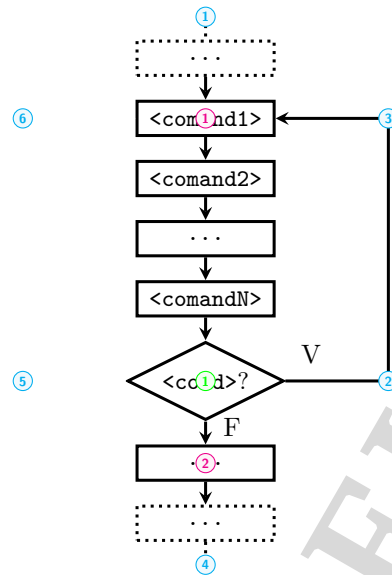 1
...
6
<comand1>
1
3
<comand2>
...
<comandN>
V
5
<cond>?
1
2
F
...
2
...
4